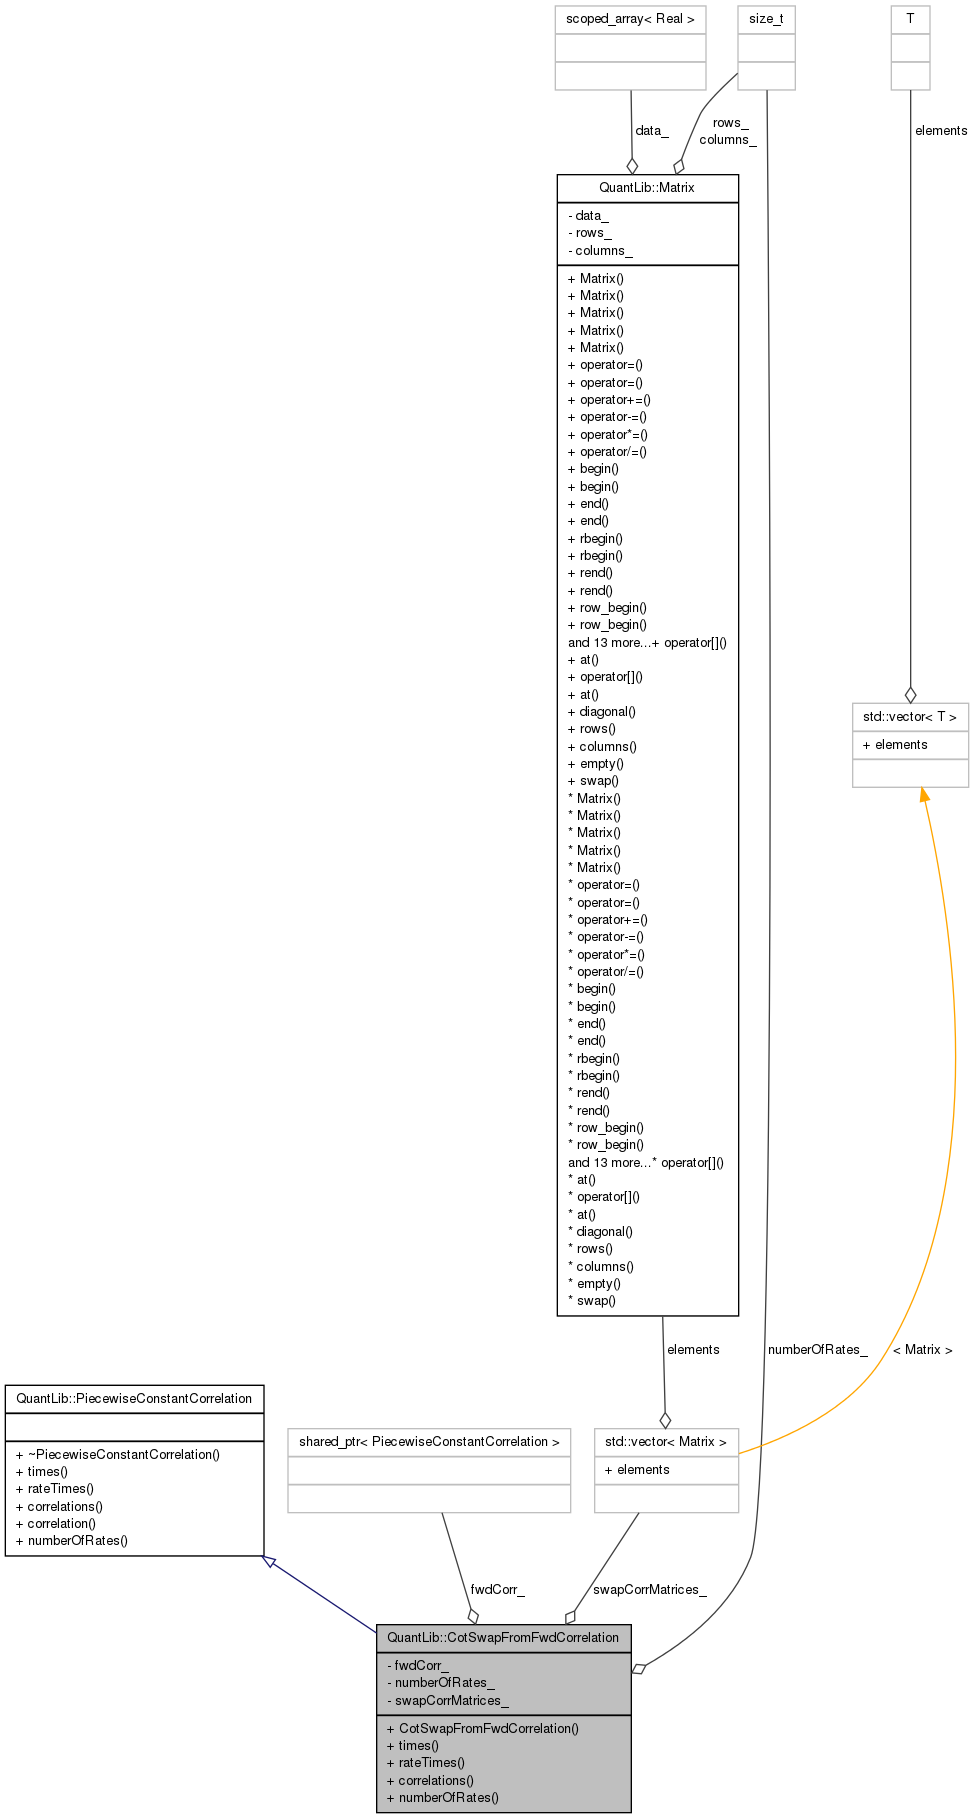 scoped_array< Real >
size_t
T
data_
rows_
columns_
elements
QuantLib::Matrix
- data_
- rows_
- columns_
+ Matrix()
+ Matrix()
+ Matrix()
+ Matrix()
+ Matrix()
+ operator=()
+ operator=()
+ operator+=()
+ operator-=()
+ operator*=()
+ operator/=()
+ begin()
+ begin()
+ end()
+ end()
+ rbegin()
+ rbegin()
+ rend()
+ rend()
+ row_begin()
+ row_begin()
and 13 more...+ operator[]()
+ at()
+ operator[]()
+ at()
+ diagonal()
+ rows()
+ columns()
+ empty()
+ swap()
* Matrix()
* Matrix()
* Matrix()
* Matrix()
* Matrix()
* operator=()
* operator=()
* operator+=()
* operator-=()
* operator*=()
* operator/=()
* begin()
* begin()
* end()
* end()
* rbegin()
* rbegin()
* rend()
* rend()
* row_begin()
* row_begin()
and 13 more...* operator[]()
* at()
* operator[]()
* at()
* diagonal()
* rows()
* columns()
* empty()
* swap()
std::vector< T >
+ elements
elements
numberOfRates_
< Matrix >
QuantLib::PiecewiseConstantCorrelation
+ ~PiecewiseConstantCorrelation()
+ times()
+ rateTimes()
+ correlations()
+ correlation()
+ numberOfRates()
shared_ptr< PiecewiseConstantCorrelation >
std::vector< Matrix >
+ elements
fwdCorr_
swapCorrMatrices_
QuantLib::CotSwapFromFwdCorrelation
- fwdCorr_
- numberOfRates_
- swapCorrMatrices_
+ CotSwapFromFwdCorrelation()
+ times()
+ rateTimes()
+ correlations()
+ numberOfRates()